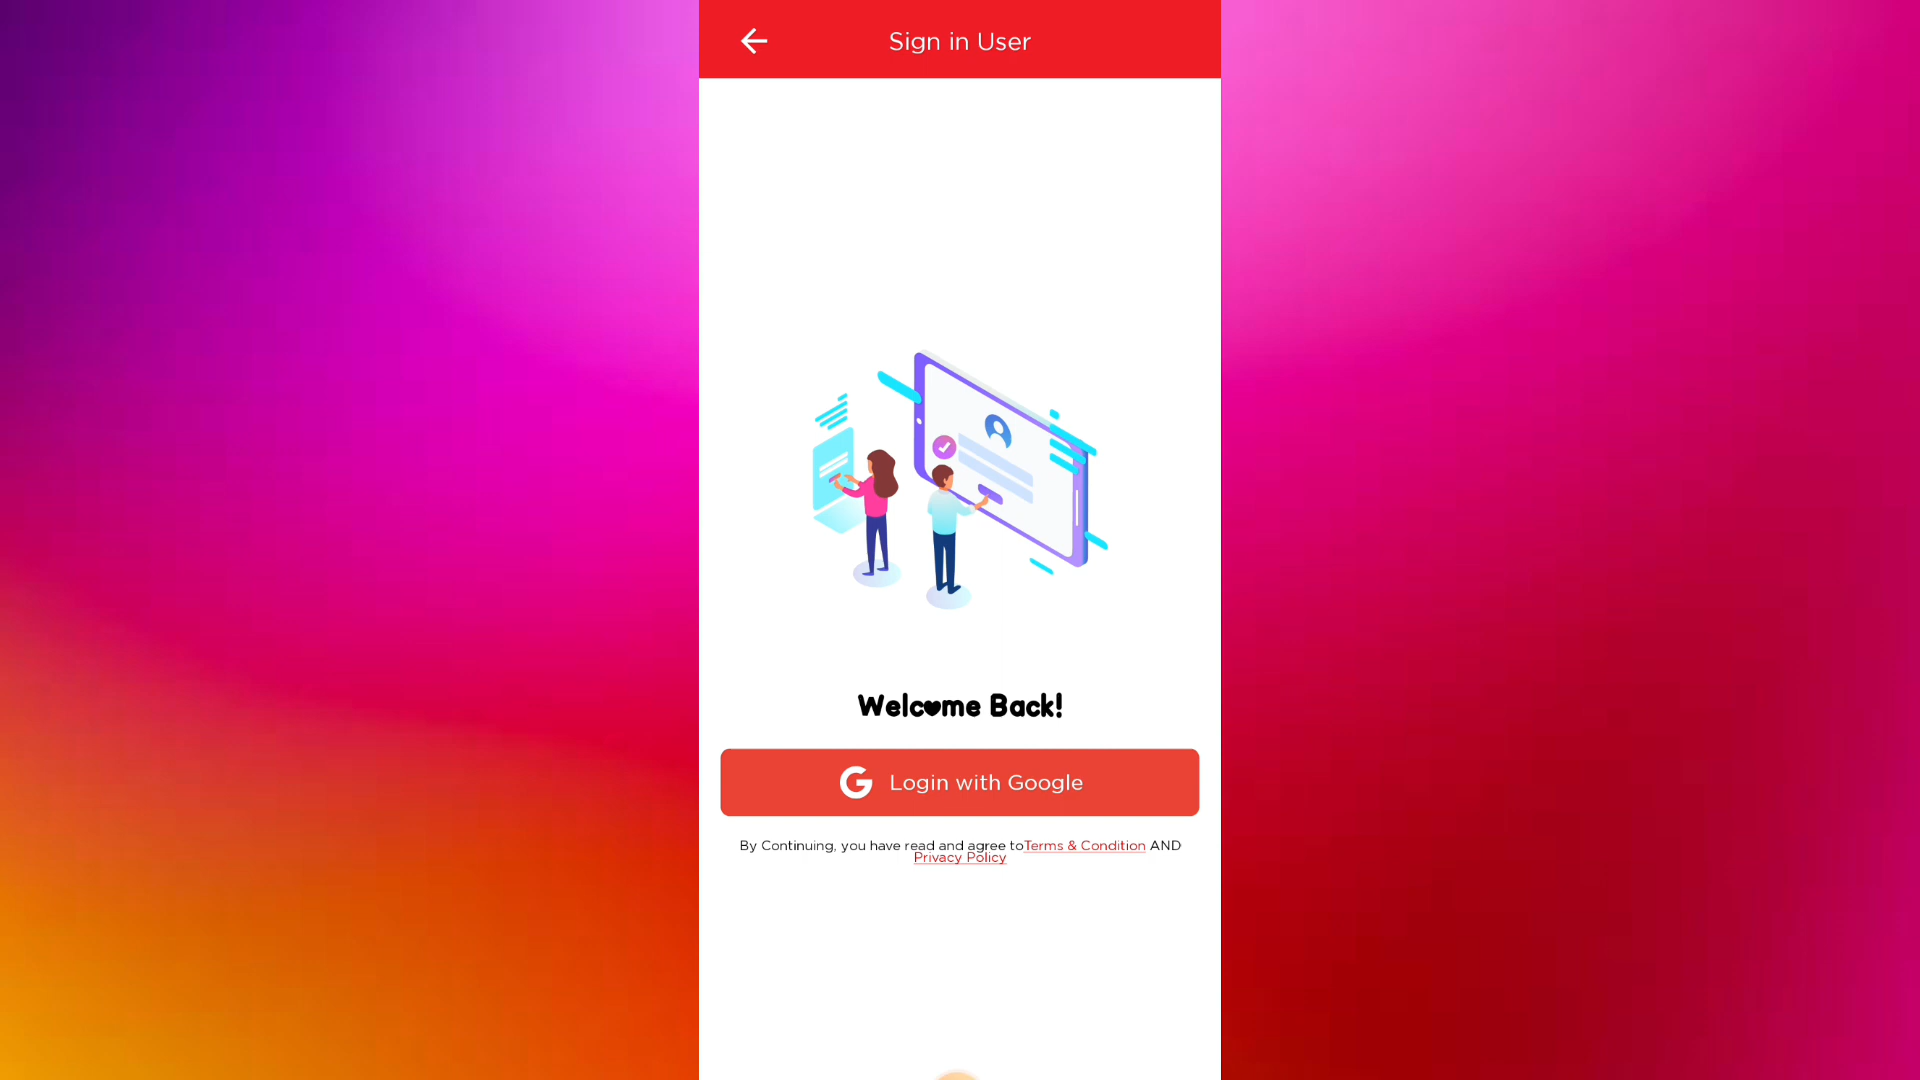 Sign in User
Welcome Back!
Login with Google
By Continuing, you have read and agree toTerms & Condition AND
Privacy Policy